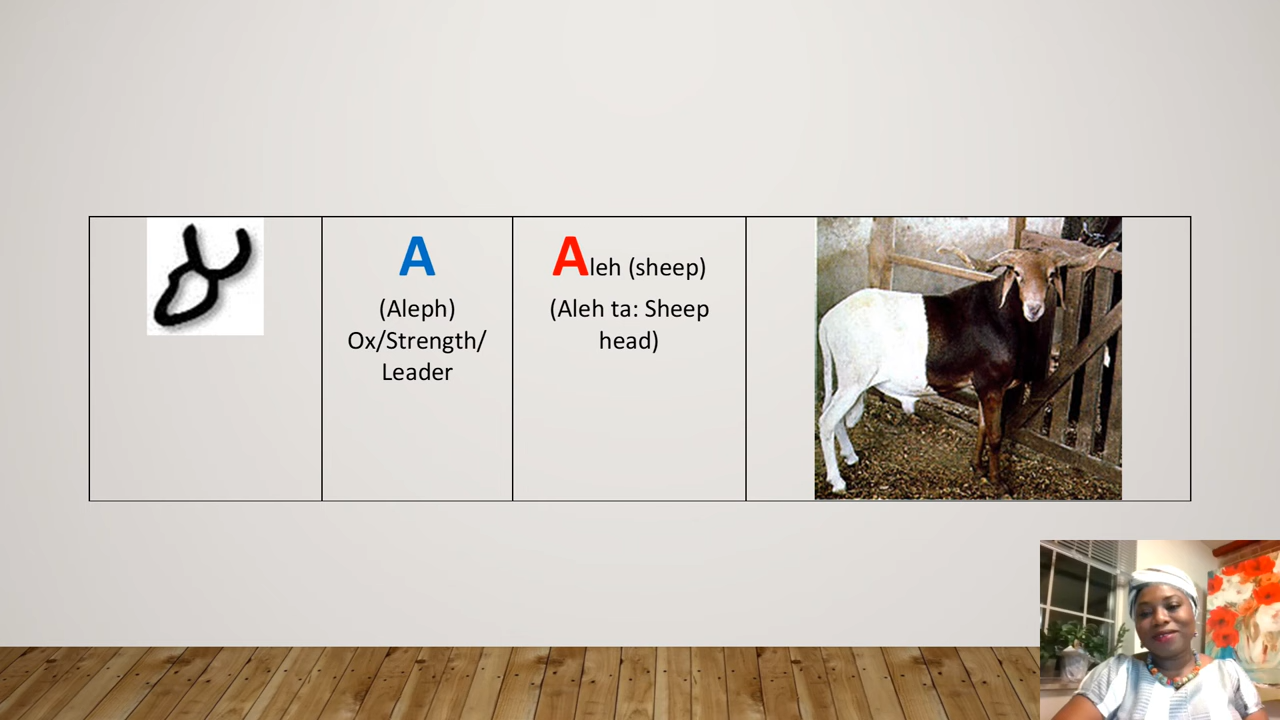 A
(Aleph)
Ox/Strength/
Leader
Aleh (sheep)
(Aleh ta: Sheep
head)